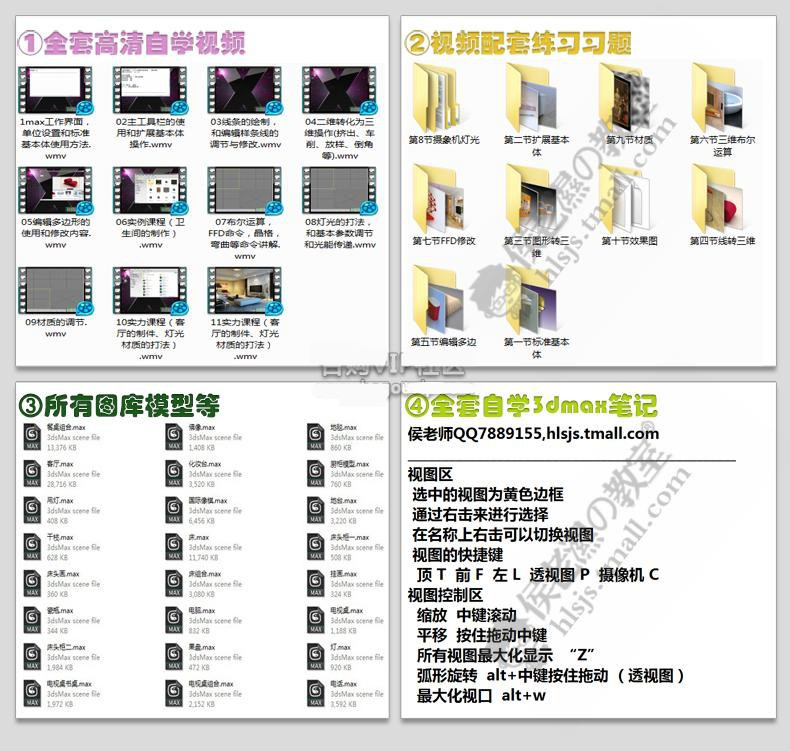 ①全套高清自学视频
1max工作界面，
单位设置和标准
基本体使用方法.
wmv
02主工具栏的使
用和扩展基本体
操作.wmv
03线条的绘制，
和编辑样条线的
调节与修改.wmv
04二维转化为三
维操作(挤出、车
削、放样、倒角
等).wmv
05编辑多边形的
使用和修改内容.
wmv
06实例课程（卫
生间的制作）
.wmv
07布尔运算，
FFD命令，晶格，
弯曲等命令讲解.
wmv
08灯光的打法，
和基本参数调节
和光能传递.wmv
09材质的调节.
wmv
10实力课程（客
厅的制件、灯光
材质的打法）
.wmv
11实力课程（客
厅的制件、灯光
材质的打法）
.wmv
②视频配套练习习题
第8节摄象机灯光
第二节扩展基本
体
第九节材质
第六节三维布尔
运算
第七节FFD修改
第三节图形转三
维
第十节效果图
第四节线转三维
第五节编辑多边
第一节标准基本
体
侯老濕の教室
hlsjs.tmall.com
③所有图库模型等
餐桌组合.max
3dsMax scene file
13,376 KB
佛像.max
3dsMax scene file
1,408 KB
地毯.max
3dsMax scene file
860 KB
客厅.max
3dsMax scene file
28,716 KB
化妆台.max
3dsMax scene file
3,520 KB
厨柜模型.max
3dsMax scene file
760 KB
吊灯.max
3dsMax scene file
408 KB
国际象棋.max
3dsMax scene file
6,456 KB
地台.max
3dsMax scene file
3,220 KB
干枝.max
3dsMax scene file
628 KB
床.max
3dsMax scene file
11,740 KB
床头柜一.max
3dsMax scene file
508 KB
床头画.max
3dsMax scene file
360 KB
床组合.max
3dsMax scene file
3,080 KB
挂画.max
3dsMax scene file
324 KB
瓷瓶.max
3dsMax scene file
344 KB
电脑.max
3dsMax scene file
832 KB
电视桌.max
3dsMax scene file
1,188 KB
床头柜二.max
3dsMax scene file
1,984 KB
果盘.max
3dsMax scene file
472 KB
灯.max
3dsMax scene file
920 KB
电视桌书桌.max
3dsMax scene file
1,972 KB
电视桌组合.max
3dsMax scene file
2,152 KB
电话.max
3dsMax scene file
3,592 KB
④全套自学3dmax笔记
侯老师QQ7889155,hlsjs.tmall.com
视图区
选中的视图为黄色边框
通过右击来进行选择
在名称上右击可以切换视图
视图的快捷键
顶 T 前 F 左 L 透视图 P 摄像机 C
视图控制区
缩放 中键滚动
平移 按住拖动中键
所有视图最大化显示 “Z”
弧形旋转 alt+中键按住拖动 （透视图）
最大化视口 alt+w
侯老濕の教室®
hlsjs.tmall.com